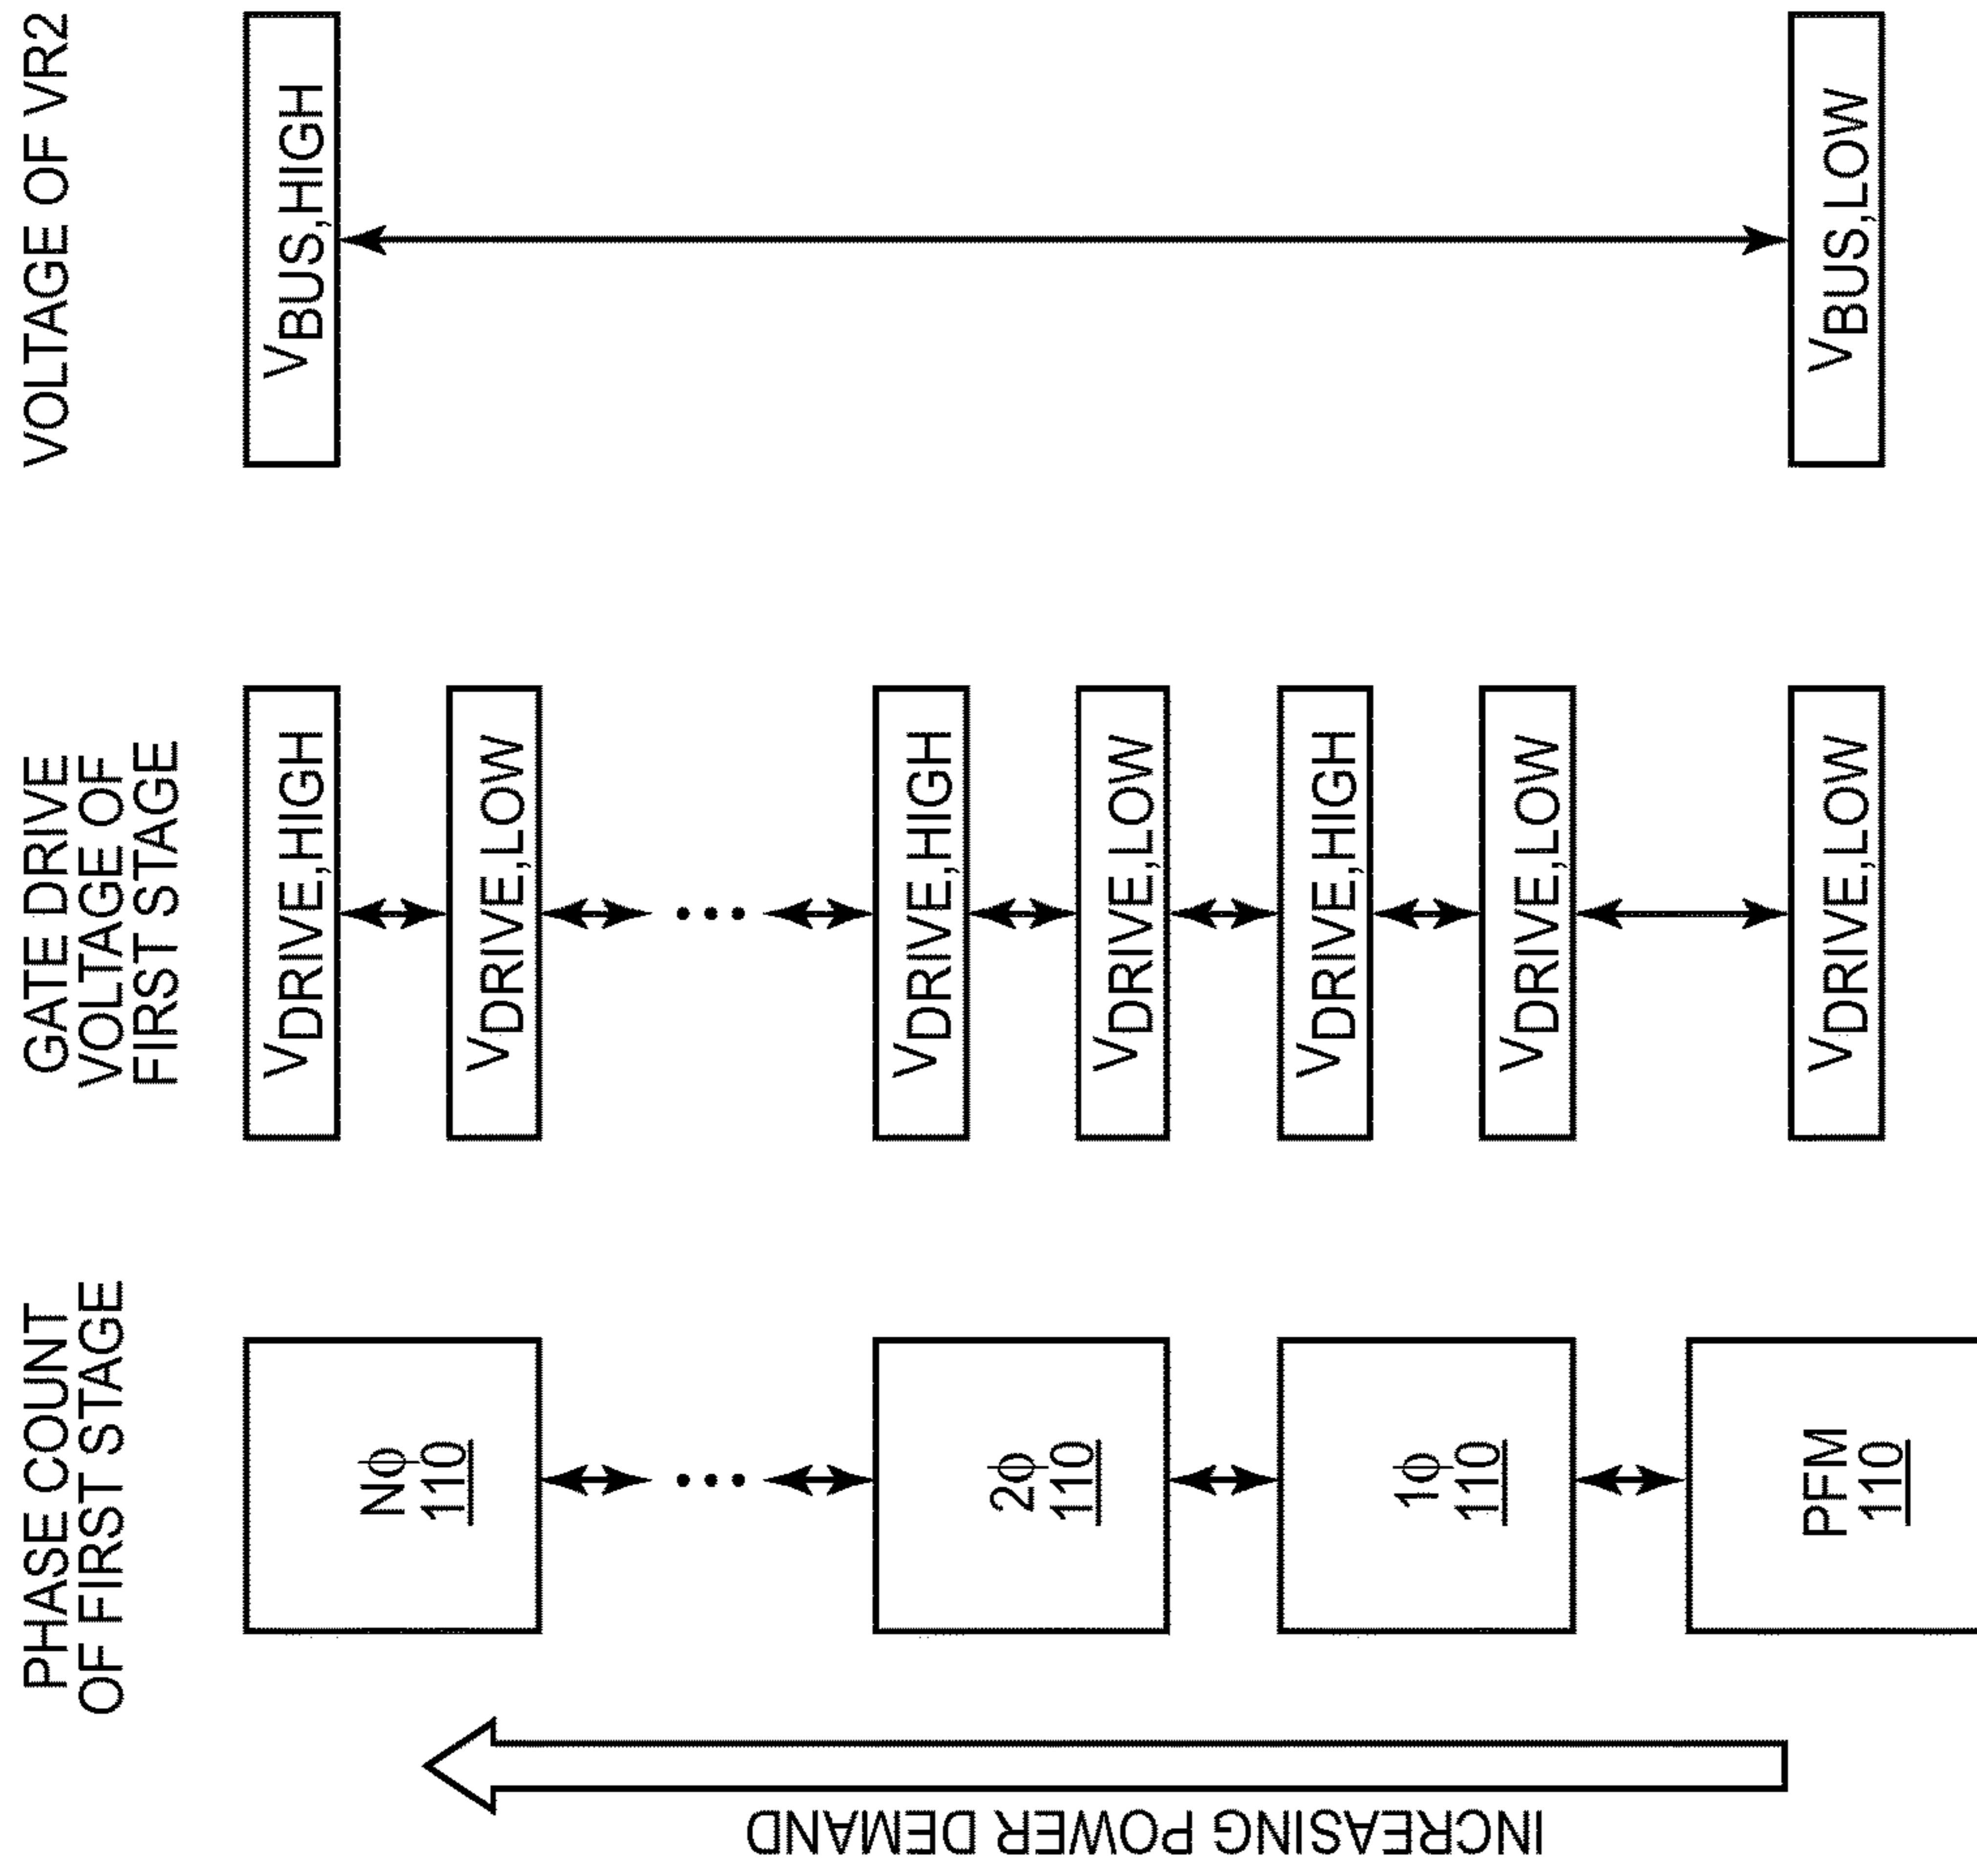 INCREASING POWER DEMAND
PHASE COUNT
OF FIRST STAGE
Nϕ
110
...
2ϕ
110
1ϕ
110
PFM
110
GATE DRIVE
VOLTAGE OF
FIRST STAGE
VDRIVE,HIGH
VDRIVE,LOW
...
VDRIVE,HIGH
VDRIVE,LOW
VDRIVE,HIGH
VDRIVE,LOW
VDRIVE,LOW
VOLTAGE OF VR2
VBUS,HIGH
VBUS,LOW